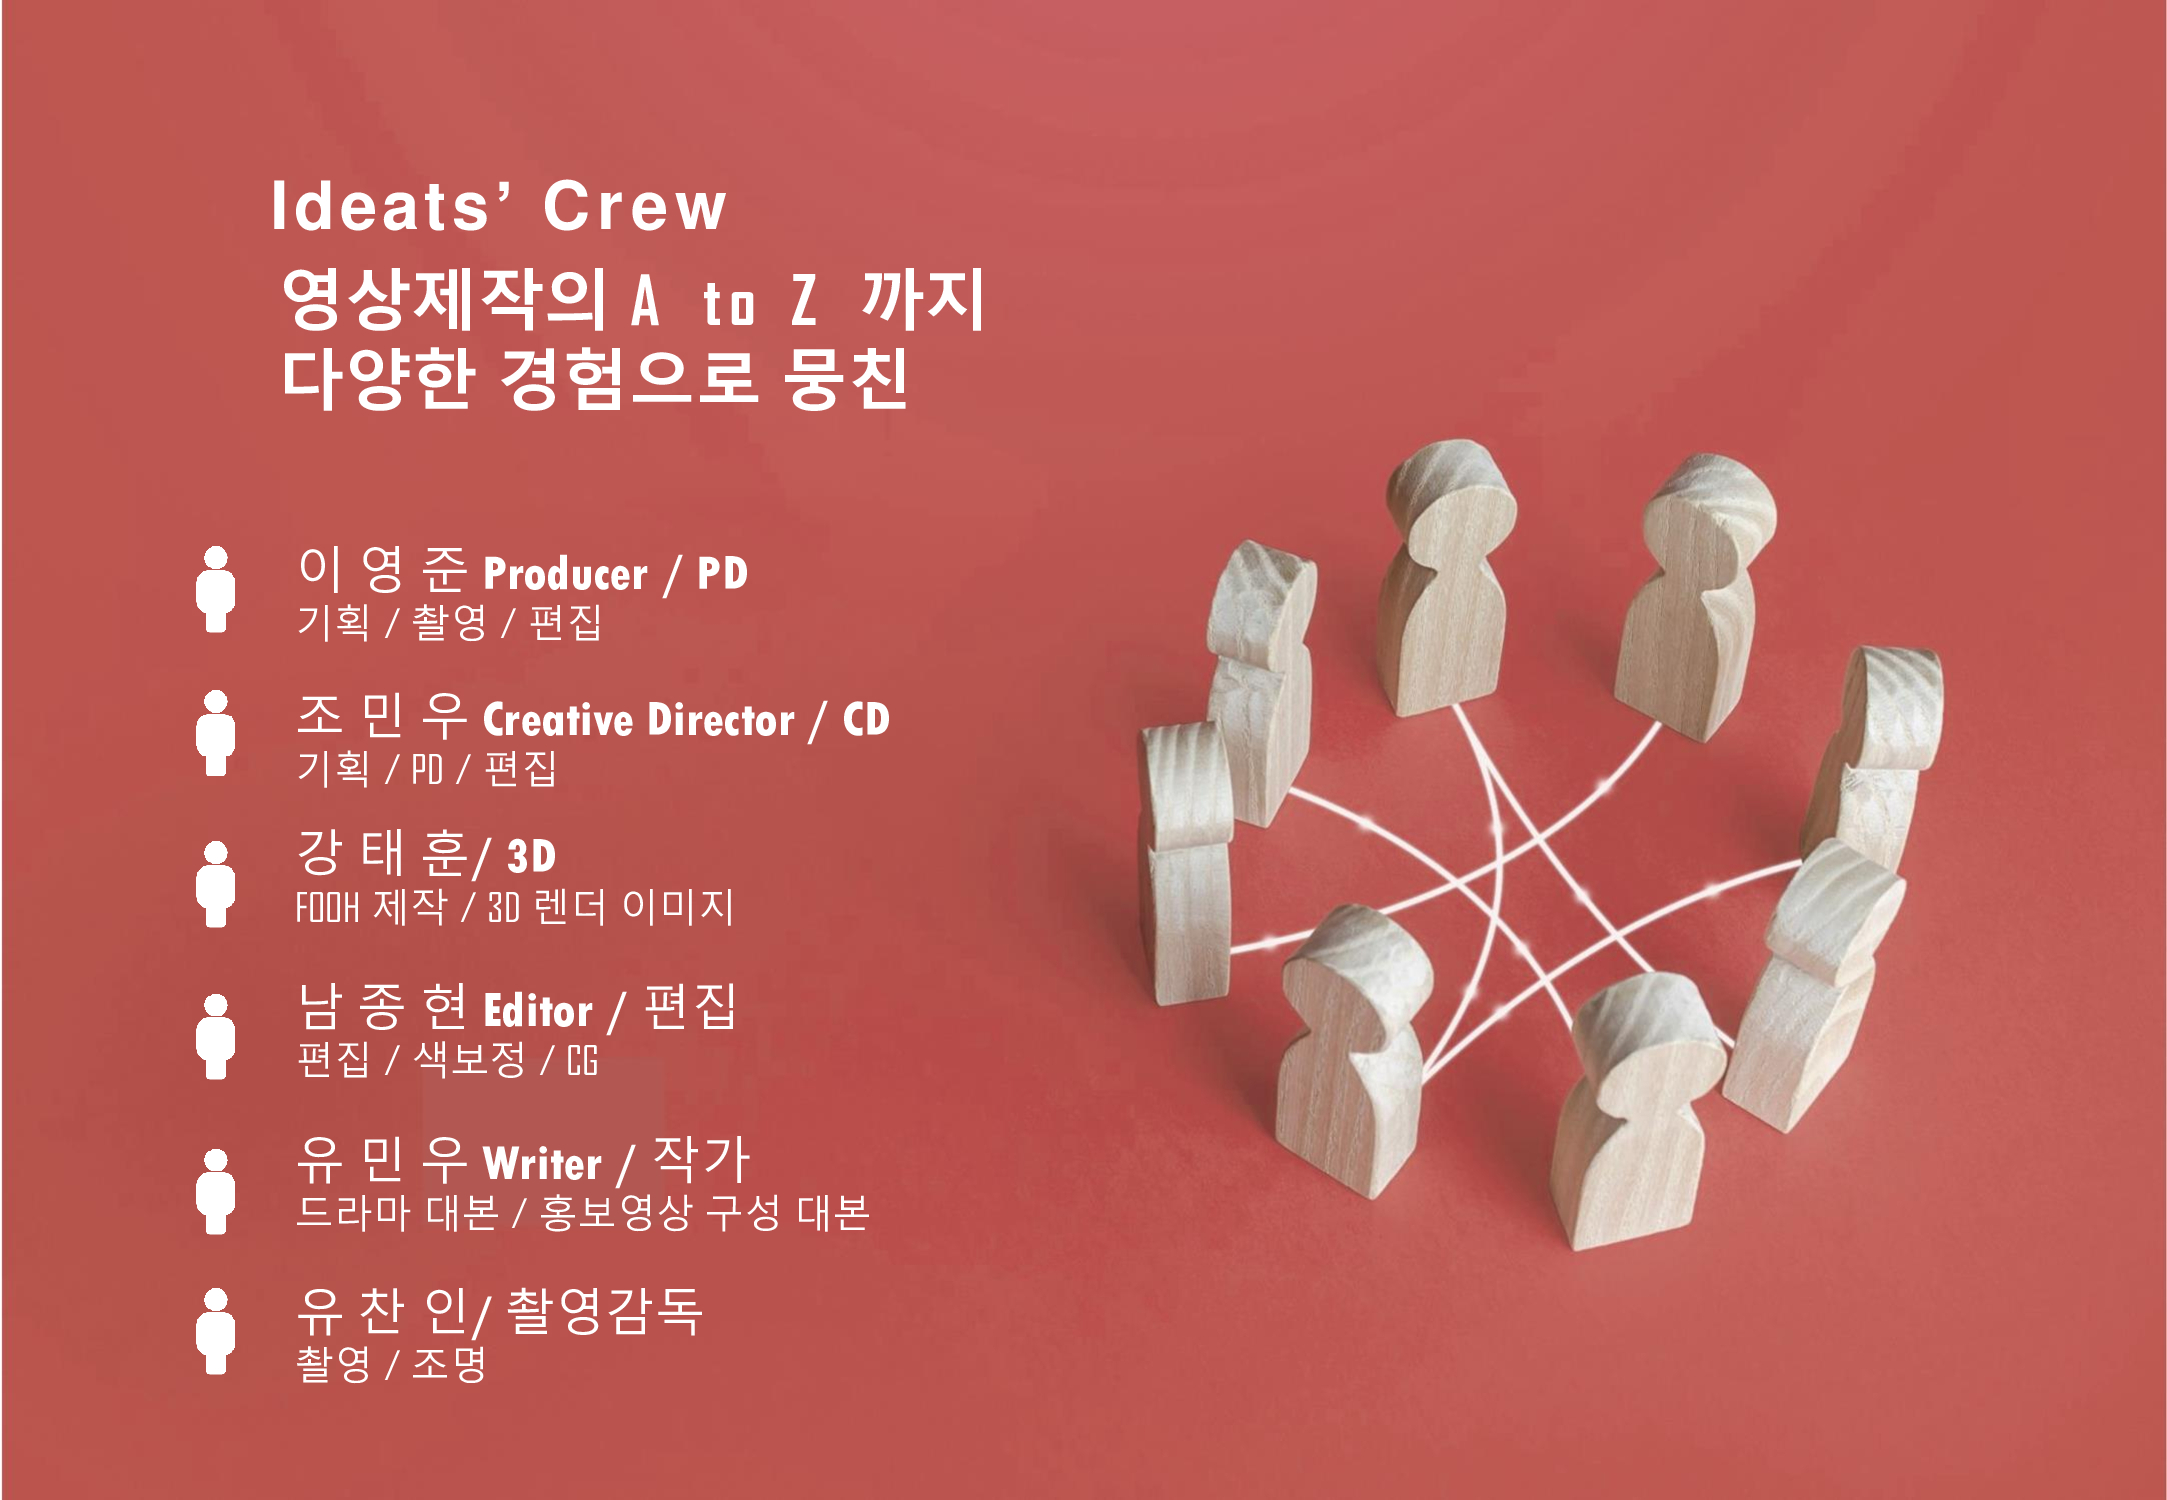 Ideats’ Crew
영상제작의 A to Z 까지
다양한 경험으로 뭉친
이 영 준 Producer / PD
기획 / 촬영 / 편집
조 민 우 Creative Director / CD
기획 / PD / 편집
강 태 훈/ 3D
FOOH 제작 / 3D 렌더 이미지
남 종 현 Editor / 편집
편집 / 색보정 / CG
유 민 우 Writer / 작가
드라마 대본 / 홍보영상 구성 대본
유 찬 인/ 촬영감독
촬영 / 조명